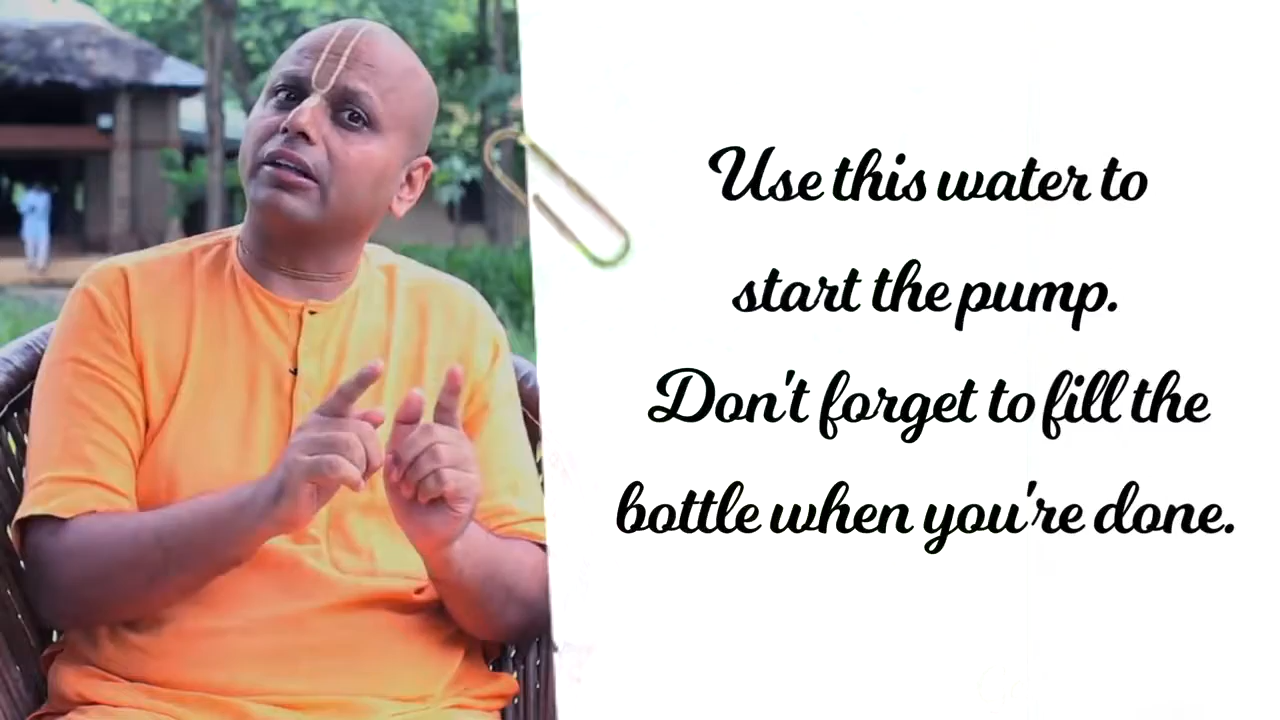 Use this water to
start the pump.
Don't forget to fill the
bottle when you're done.